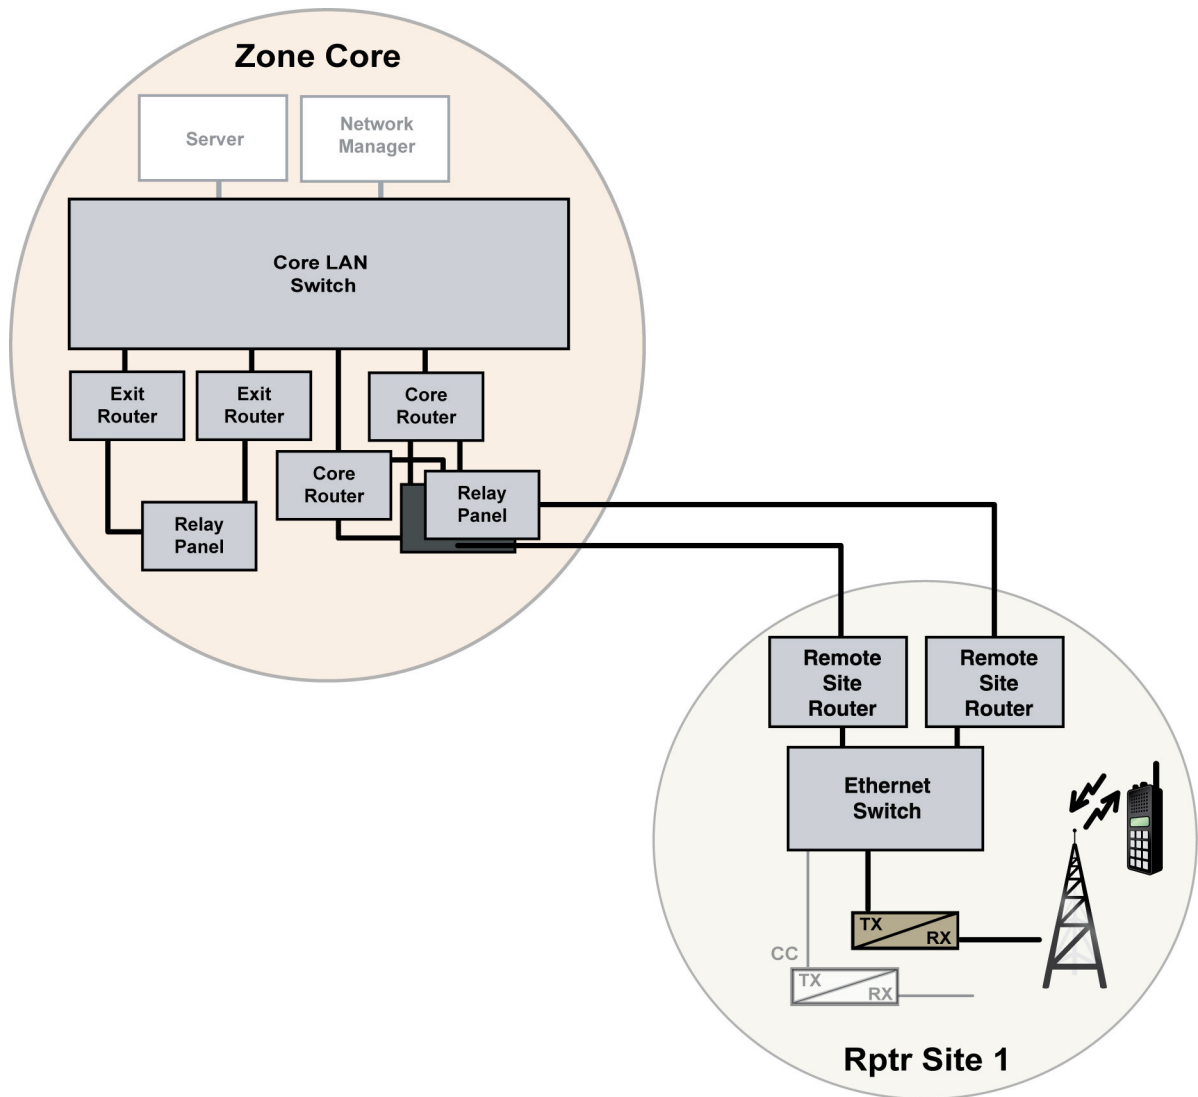 Zone Core
Server
Network
Manager
Core LAN
Switch
Exit
Router
Exit
Router
Core
Router
Core
Router
Relay
Panel
Relay
Panel
Remote
Site
Router
Remote
Site
Router
Ethernet
Switch
TX
RX
CC
TX
RX
Rptr Site 1